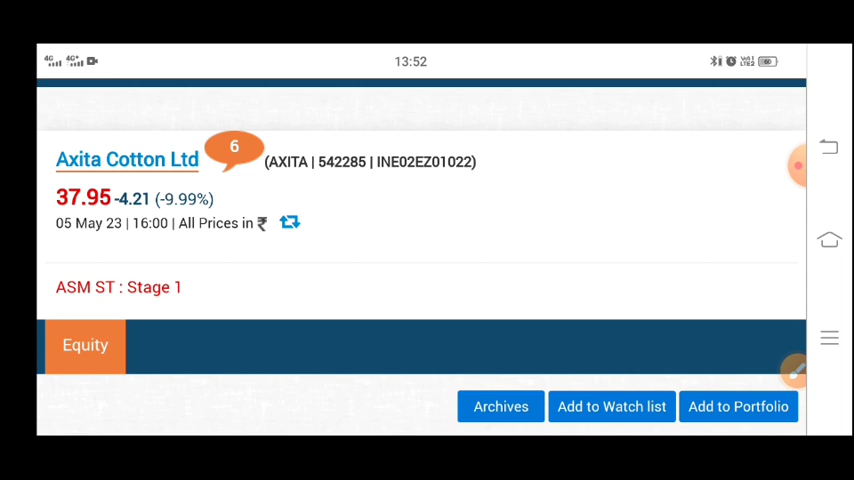 13:52
6
Axita Cotton Ltd (AXITA | 542285 | INE02EZ01022)
37.95 -4.21 (-9.99%)
05 May 23 | 16:00 | All Prices in ₹
ASM ST : Stage 1
Equity
Archives Add to Watch list Add to Portfolio